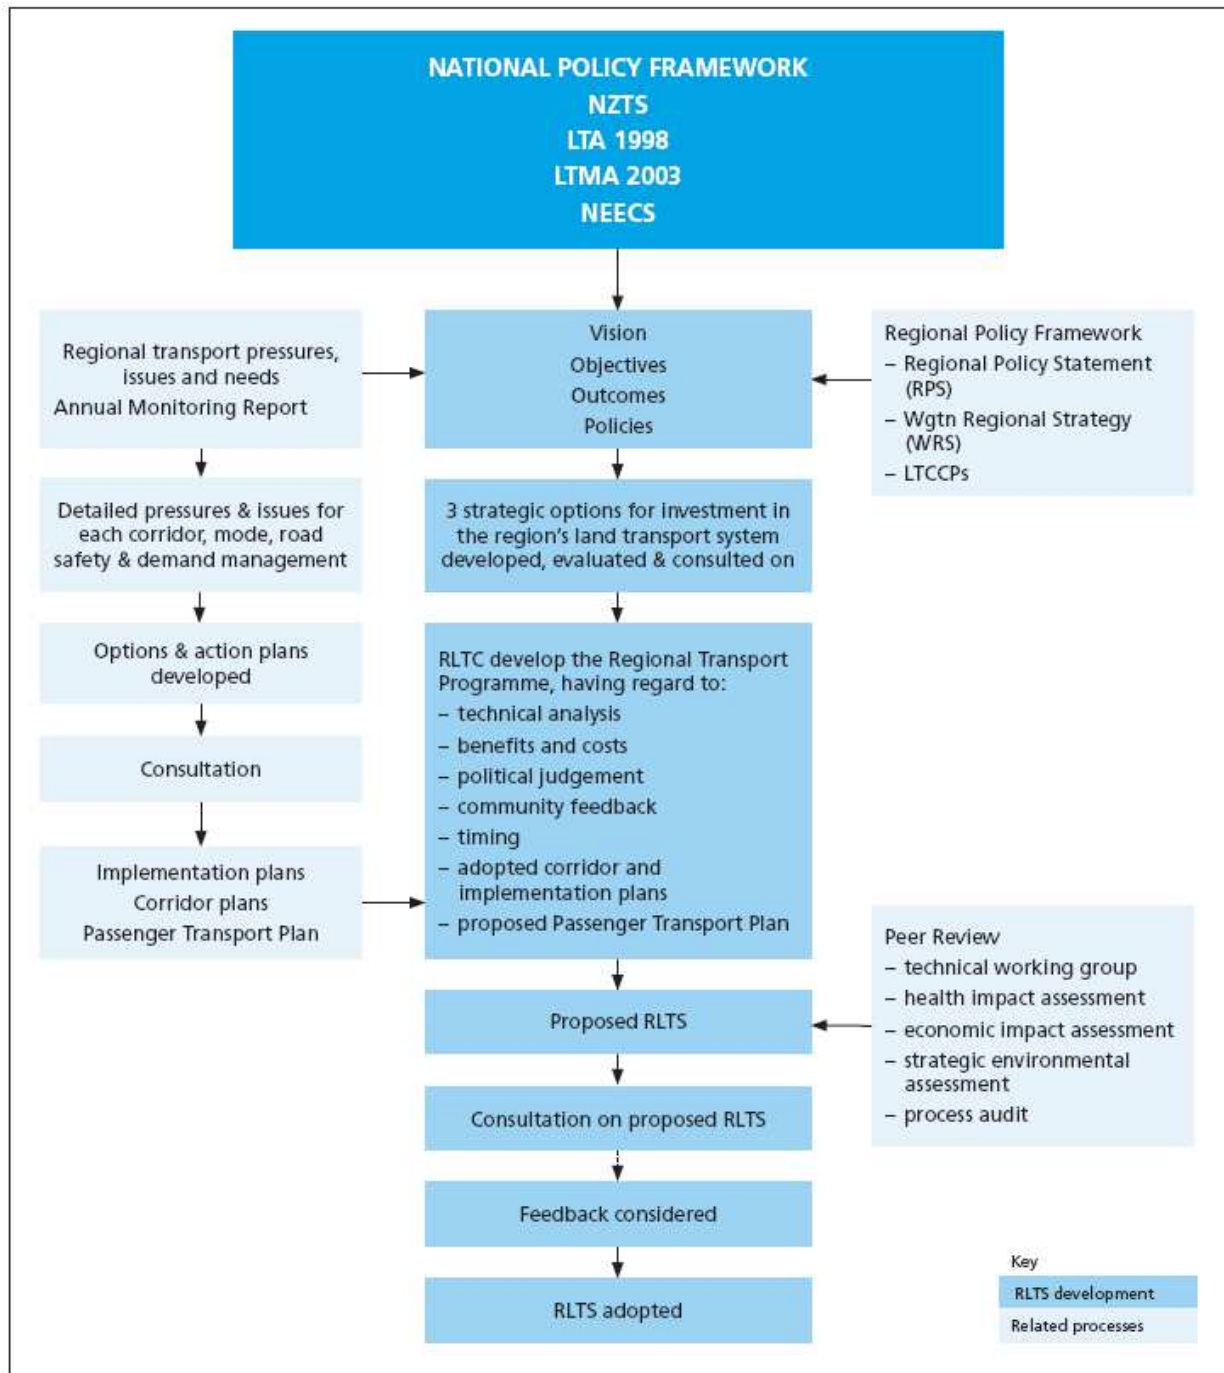 NATIONAL POLICY FRAMEWORK
NZTS
LTA 1998
LTMA 2003
NEECS
Regional transport pressures,
issues and needs
Annual Monitoring Report
Vision
Objectives
Outcomes
Policies
Regional Policy Framework
– Regional Policy Statement
(RPS)
– Wgtn Regional Strategy
(WRS)
– LTCCPs
Detailed pressures & issues for
each corridor, mode, road
safety & demand management
3 strategic options for investment in
the region's land transport system
developed, evaluated & consulted on
Options & action plans
developed
Consultation
Implementation plans
Corridor plans
Passenger Transport Plan
RLTC develop the Regional Transport
Programme, having regard to:
– technical analysis
– benefits and costs
– political judgement
– community feedback
– timing
– adopted corridor and
implementation plans
– proposed Passenger Transport Plan
Proposed RLTS
Peer Review
– technical working group
– health impact assessment
– economic impact assessment
– strategic environmental
assessment
– process audit
Consultation on proposed RLTS
Feedback considered
RLTS adopted
Key
RLTS development
Related processes